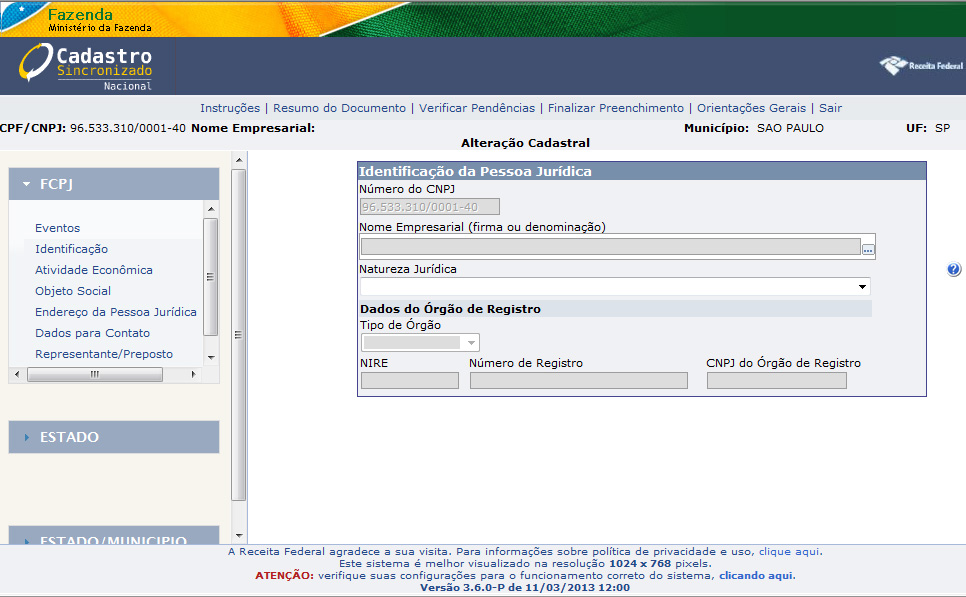 Fazenda
Ministério da Fazenda
Cadastro
Sincronizado
Nacional
Receita Federal
Instruções | Resumo do Documento | Verificar Pendências | Finalizar Preenchimento | Orientações Gerais | Sair
CPF/CNPJ: 96.533.310/0001-40 Nome Empresarial: Município: SAO PAULO UF: SP
Alteração Cadastral
FCPJ
Eventos
Identificação
Atividade Econômica
Objeto Social
Endereço da Pessoa Jurídica
Dados para Contato
Representante/Preposto
ESTADO
ESTADO/MUNICIPIO
Identificação da Pessoa Jurídica
Número do CNPJ
96.533.310/0001-40
Nome Empresarial (firma ou denominação)
...
Natureza Jurídica
Dados do Órgão de Registro
Tipo de Órgão
NIRE Número de Registro CNPJ do Órgão de Registro
?
A Receita Federal agradece a sua visita. Para informações sobre política de privacidade e uso, clique aqui.
Este sistema é melhor visualizado na resolução 1024 x 768 pixels.
ATENÇÃO: verifique suas configurações para o funcionamento correto do sistema, clicando aqui.
Versão 3.6.0-P de 11/03/2013 12:00